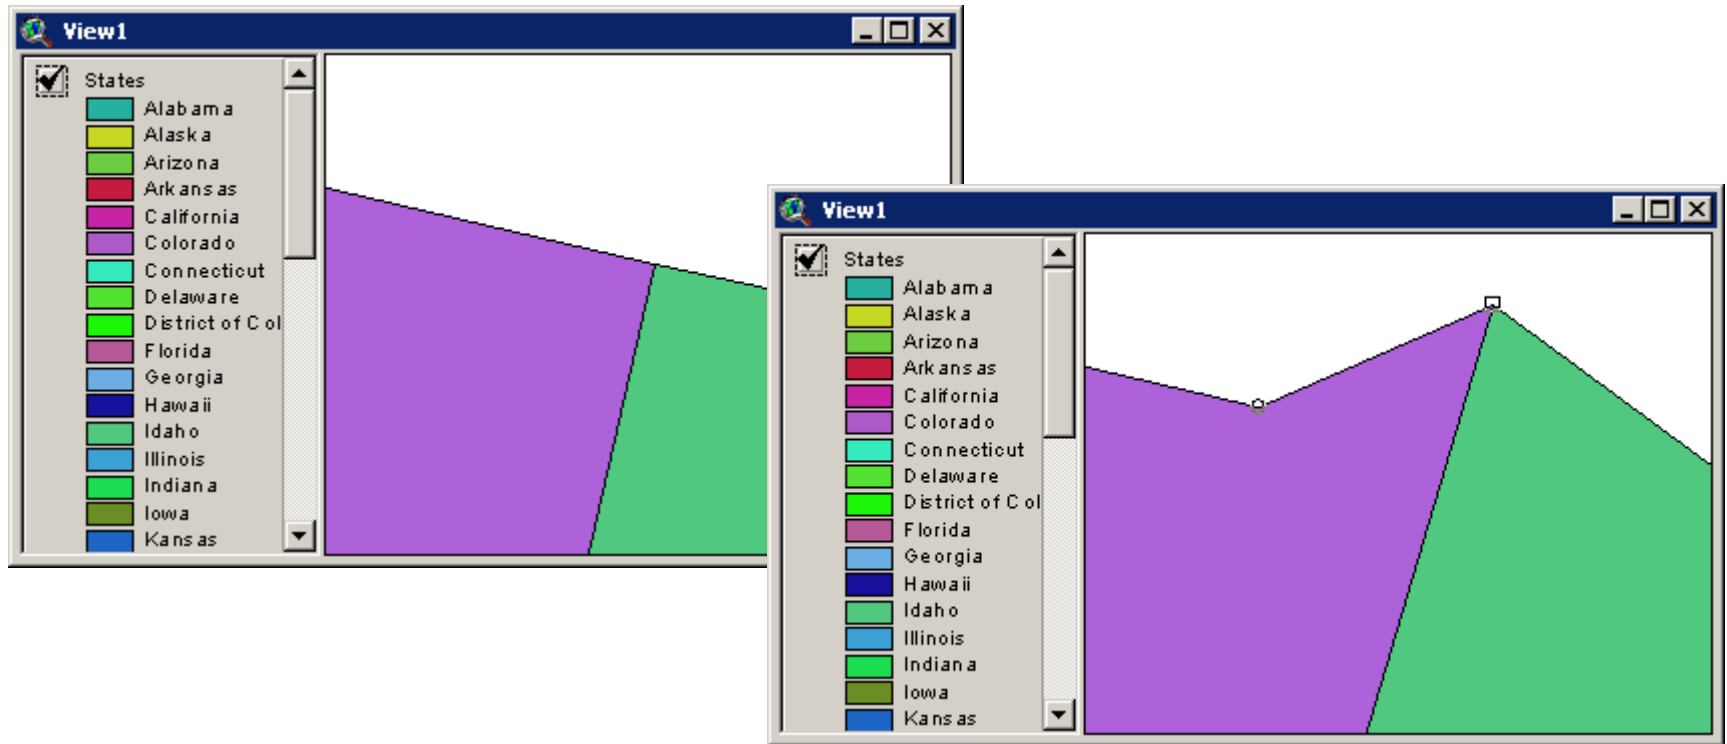 View1
States
Alabama
Alaska
Arizona
Arkansas
California
Colorado
Connecticut
Delaware
District of Col
Florida
Georgia
Hawaii
Idaho
Illinois
Indiana
Iowa
Kansas
View1
States
Alabama
Alaska
Arizona
Arkansas
California
Colorado
Connecticut
Delaware
District of Col
Florida
Georgia
Hawaii
Idaho
Illinois
Indiana
Iowa
Kansas